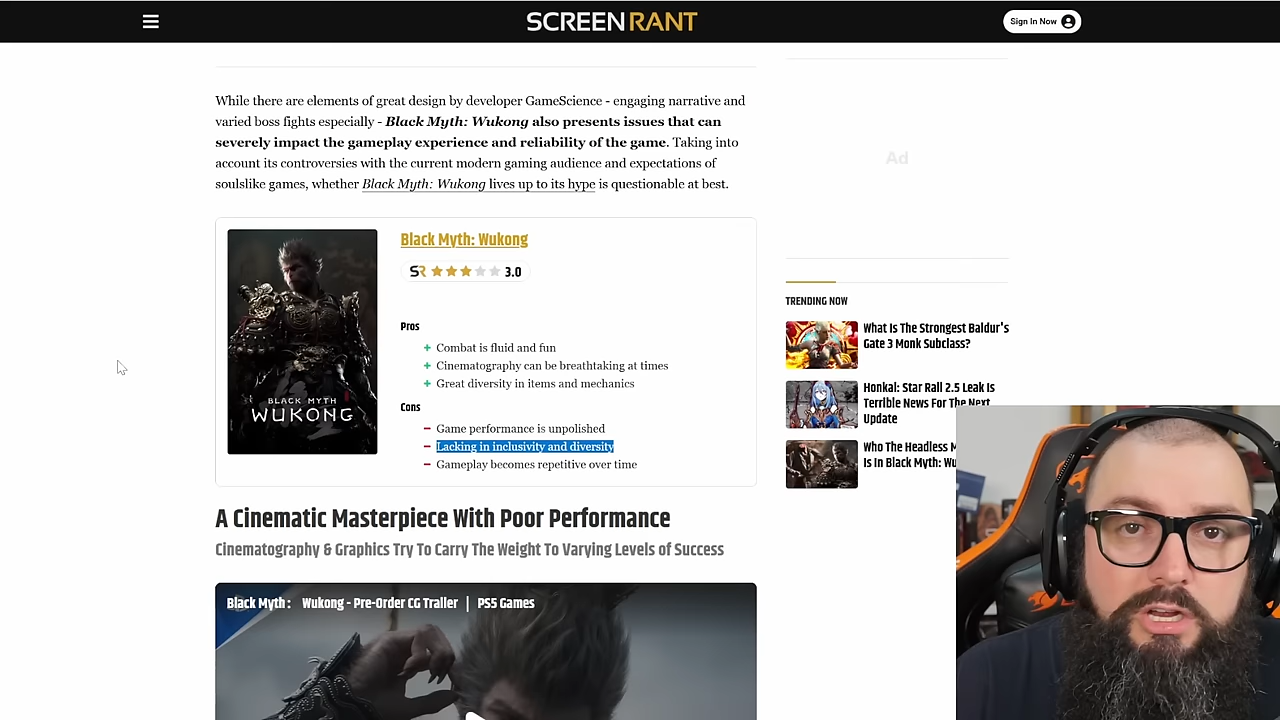 SCREENRANT
Sign In Now
While there are elements of great design by developer GameScience - engaging narrative and
varied boss fights especially - Black Myth: Wukong also presents issues that can
severely impact the gameplay experience and reliability of the game. Taking into
account its controversies with the current modern gaming audience and expectations of
soulslike games, whether Black Myth: Wukong lives up to its hype is questionable at best.
Ad
BLACK MYTH
WUKONG
Black Myth: Wukong
SR 3.0
Pros
Combat is fluid and fun
Cinematography can be breathtaking at times
Great diversity in items and mechanics
Cons
Game performance is unpolished
Lacking in inclusivity and diversity
Gameplay becomes repetitive over time
TRENDING NOW
What Is The Strongest Baldur's
Gate 3 Monk Subclass?
Honkai: Star Rail 2.5 Leak Is
Terrible News For The Next
Update
Who The Headless
Is In Black Myth:
A Cinematic Masterpiece With Poor Performance
Cinematography & Graphics Try To Carry The Weight To Varying Levels of Success
Black Myth: Wukong - Pre-Order CG Trailer | PS5 Games